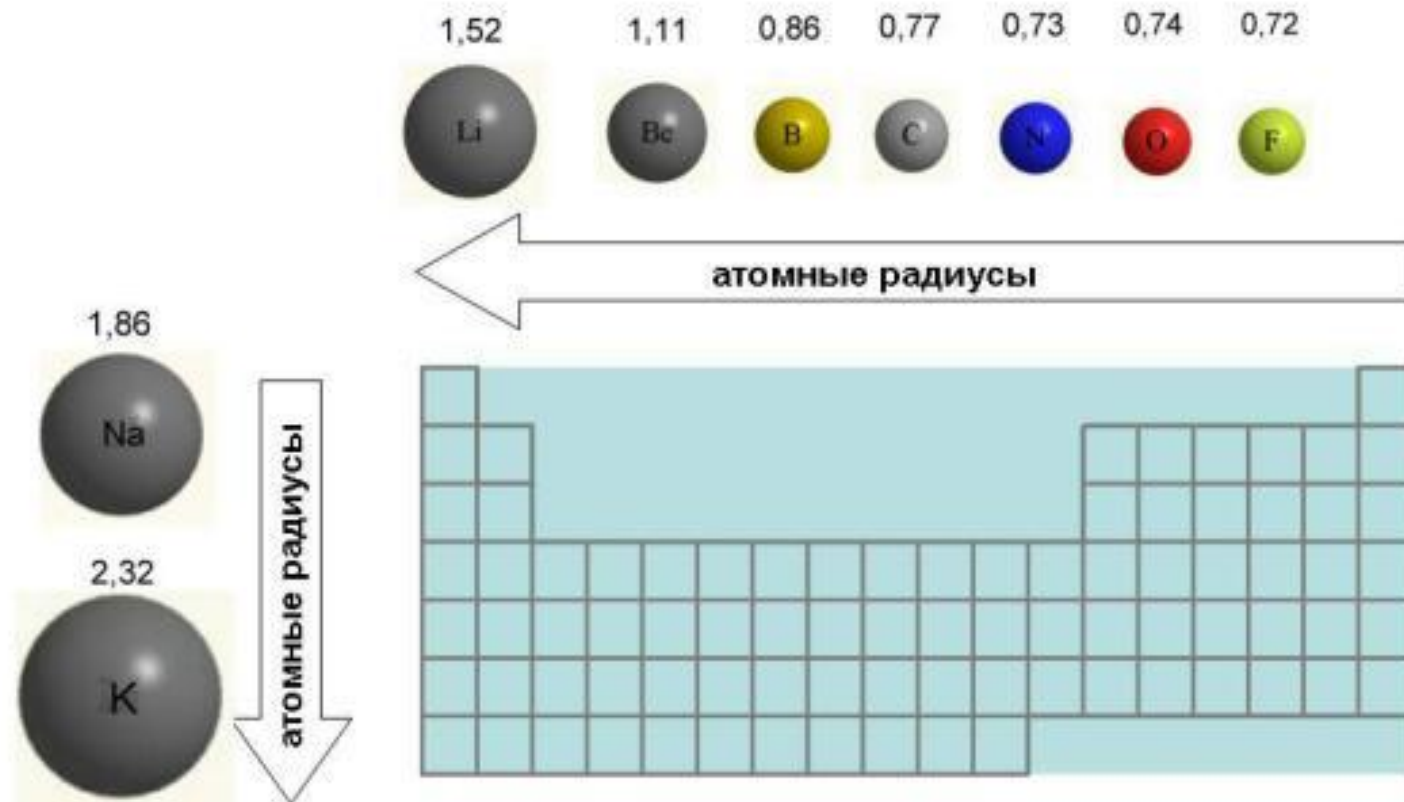 1,52 1,11 0,86 0,77 0,73 0,74 0,72
Li Be B C N O F
атомные радиусы
1,86
Na
атомные радиусы
2,32
K